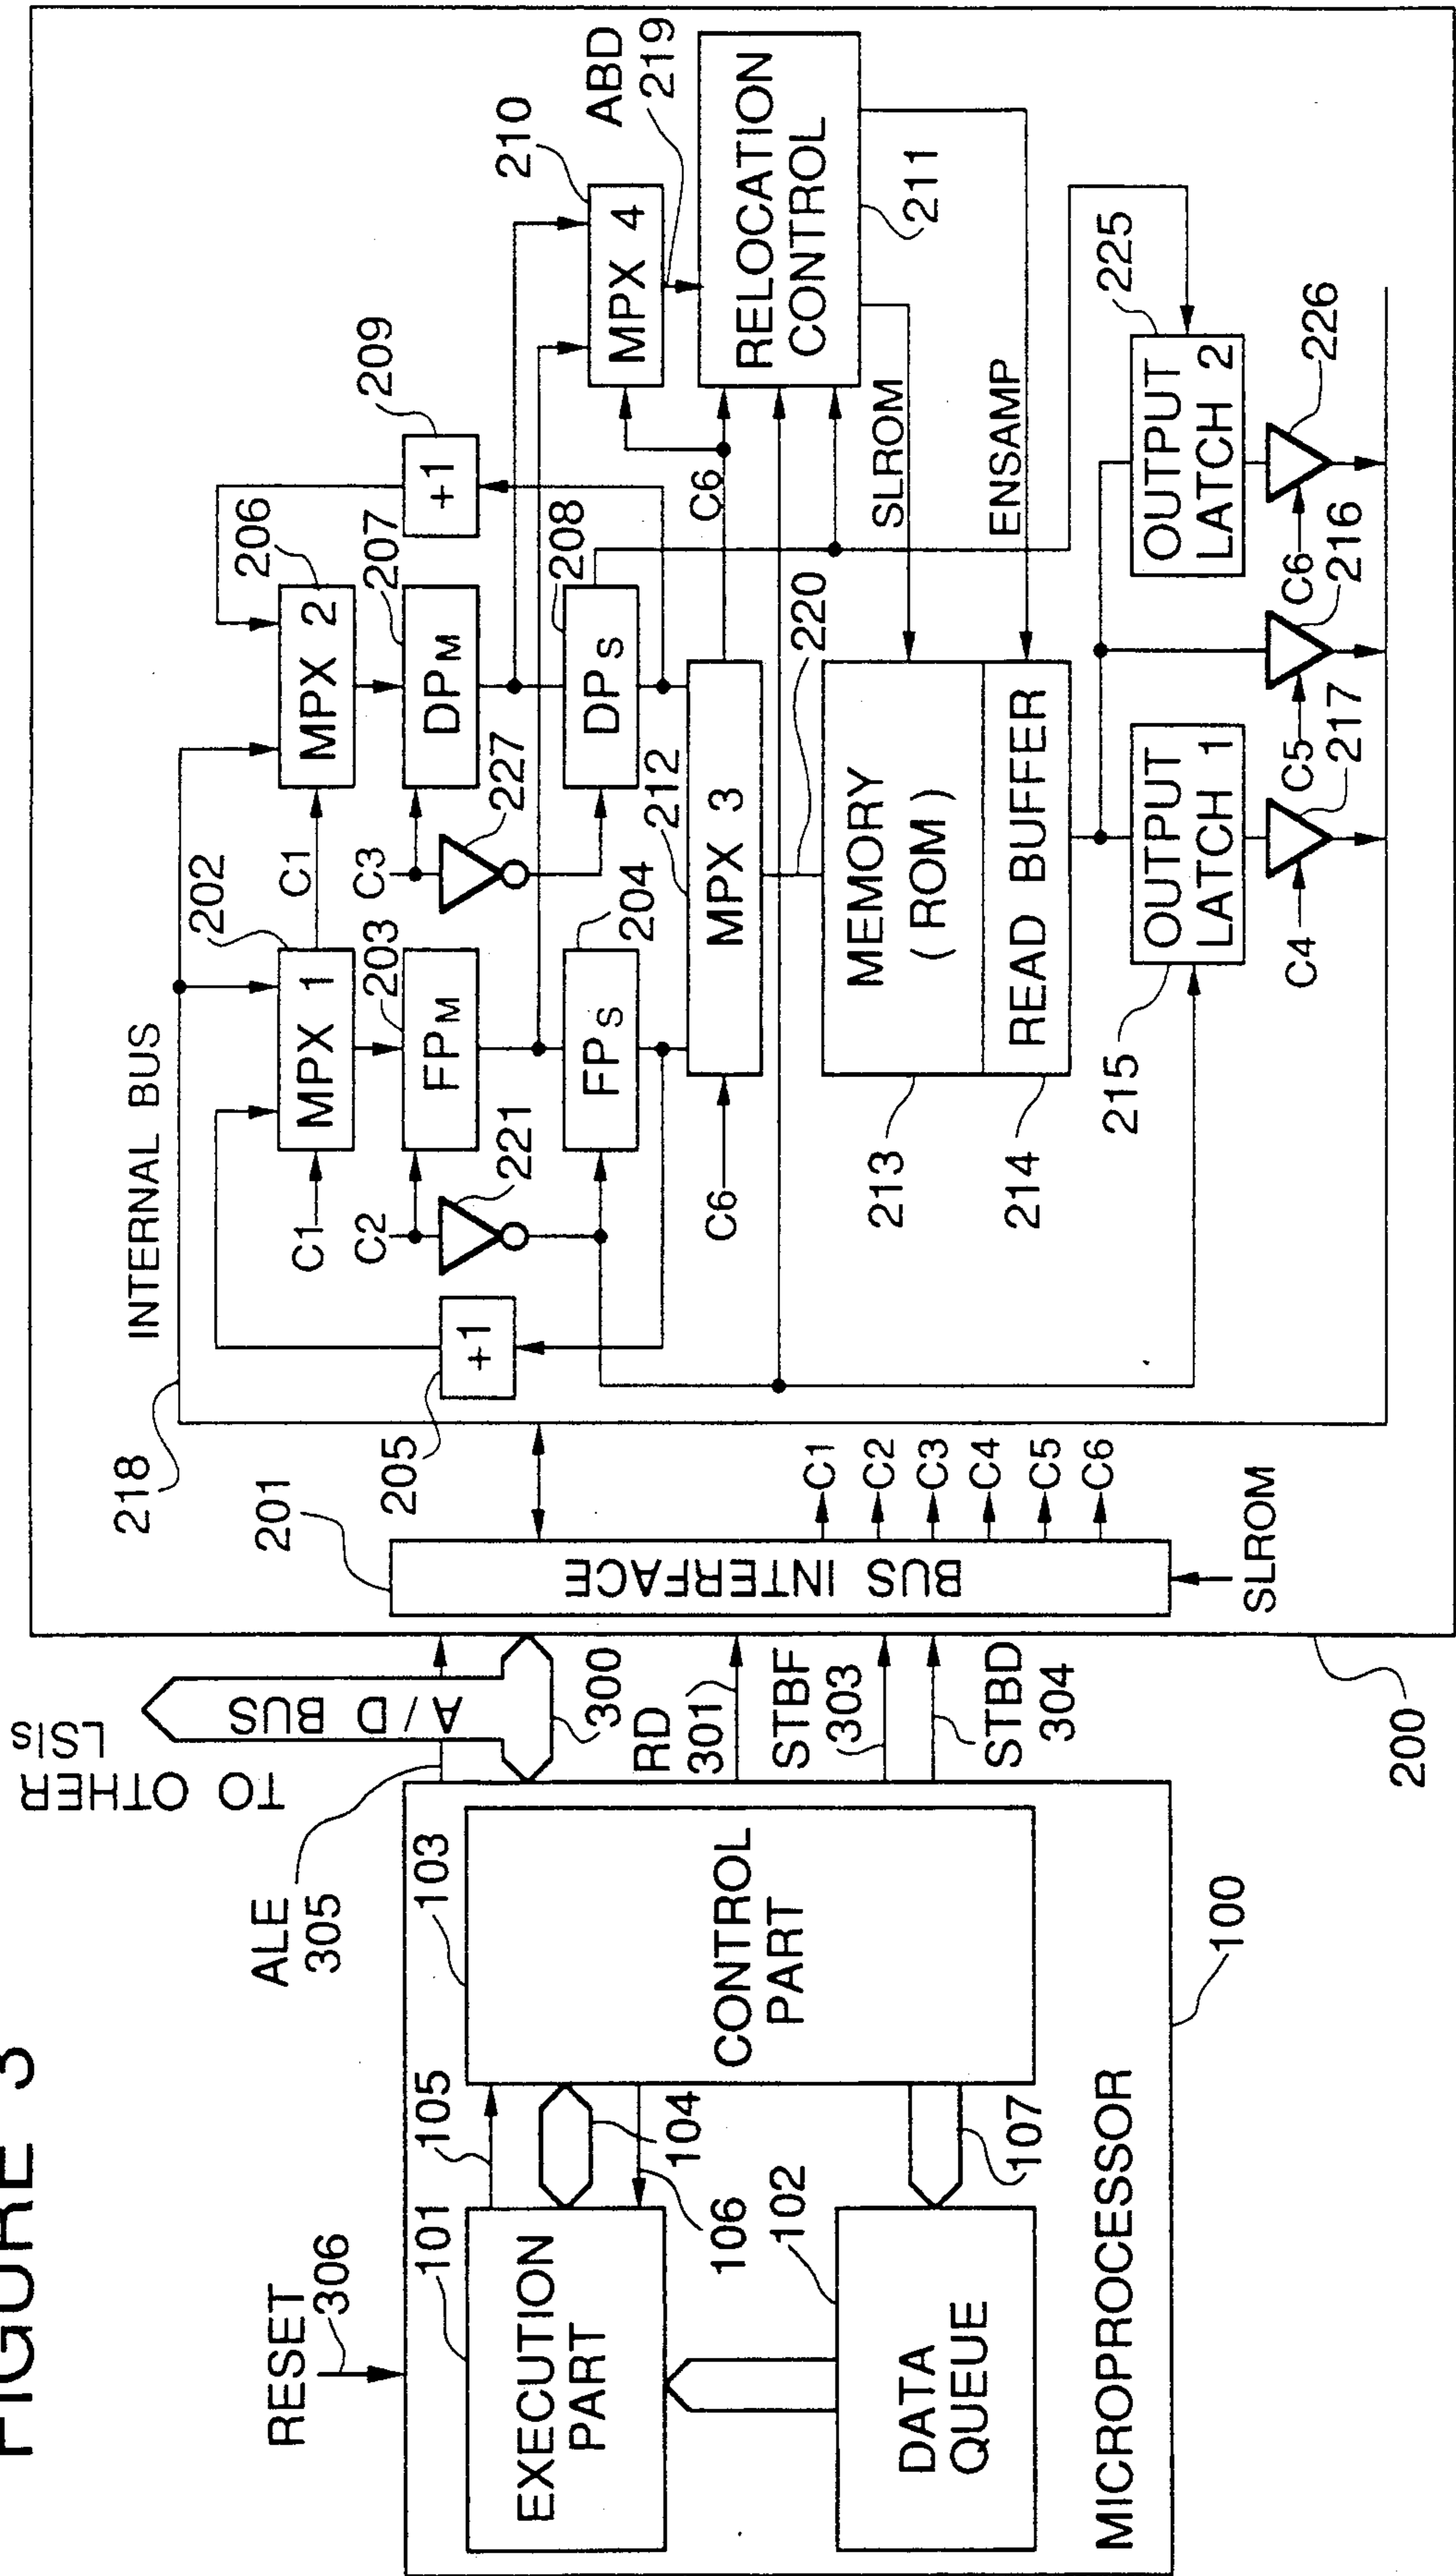 FIGURE 3
RESET
306
ALE
305
TO OTHER
LSIs
A/D BUS
300
RD
301
STBF
303
STBD
304
101
EXECUTION
PART
105
104
106
103
CONTROL
PART
102
DATA
QUEUE
107
MICROPROCESSOR
100
200
201
BUS INTERFACE
C1
C2
C3
C4
C5
C6
SLROM
218
INTERNAL BUS
205
+1
C1
202
MPX 1
C1
206
MPX 2
209
+1
C2
203
FPM
221
C3
207
DPM
227
204
FPS
208
DPS
210
MPX 4
ABD
219
C6
212
MPX 3
C6
220
RELOCATION
CONTROL
211
SLROM
ENSAMP
MEMORY
(ROM)
213
READ BUFFER
214
215
OUTPUT
LATCH 1
225
OUTPUT
LATCH 2
C4
217
C5
216
C6
226